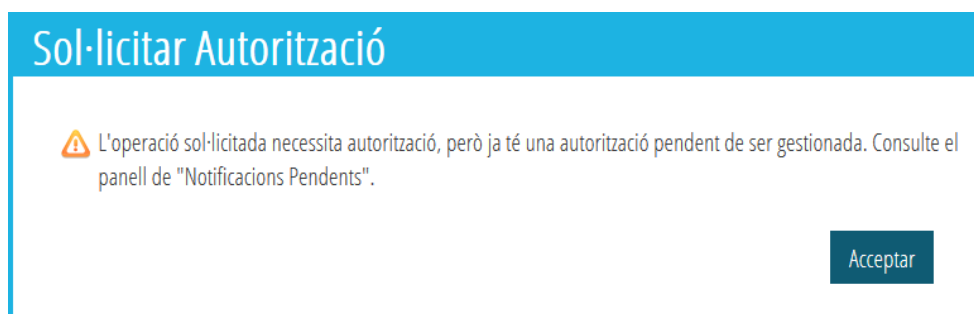 Sol·licitar Autorització
L'operació sol·licitada necessita autorització, però ja té una autorització pendent de ser gestionada. Consulte el
panell de "Notificacions Pendents".
Acceptar